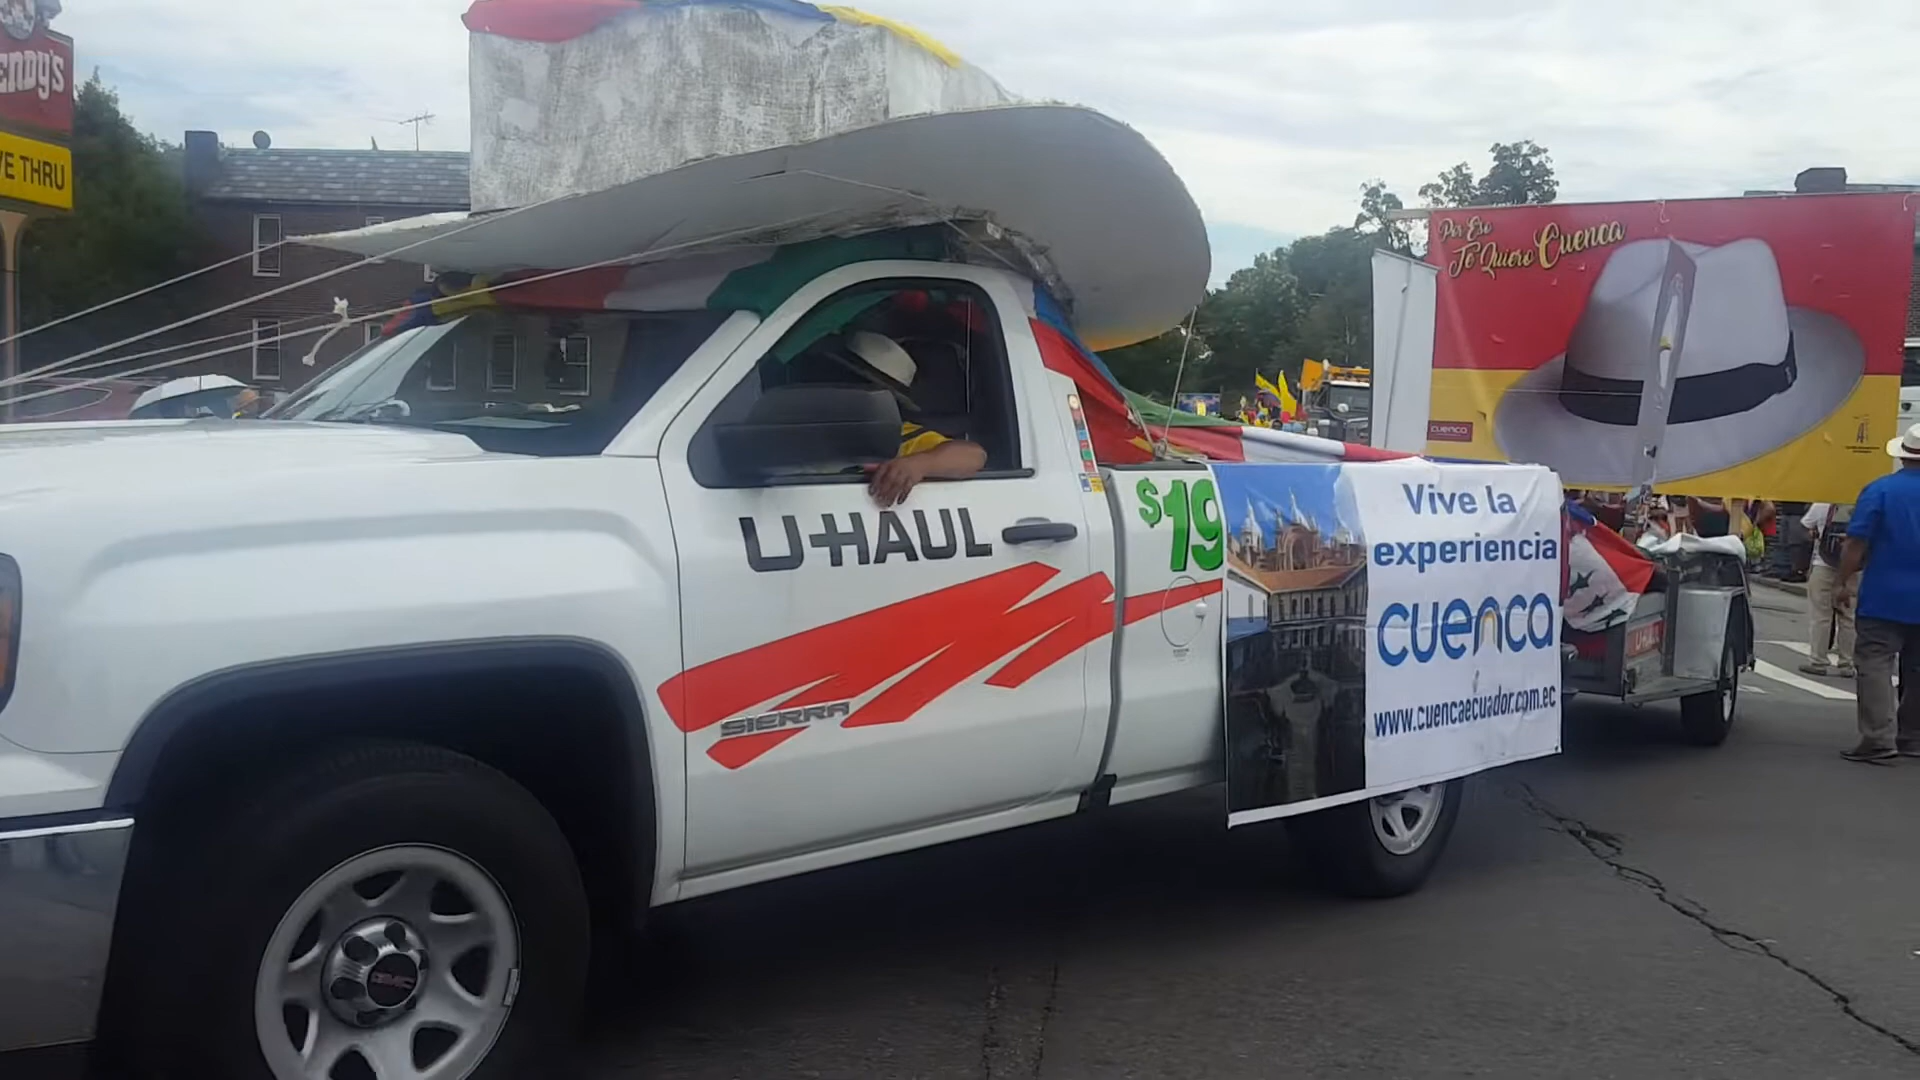 ENDY'S
VE THRU
Por Eso
Te Quiero Cuenca
cuenca
U-HAUL
$19
SIERRA
GMC
Vive la
experiencia
cuenca
www.cuencaecuador.com.ec
U-HAUL